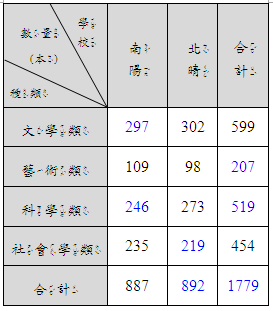 學校
數量
(本)
種類
南陽 北晴 合計
文學類 297 302 599
藝術類 109 98 207
科學類 246 273 519
社會學類 235 219 454
合計 887 892 1779